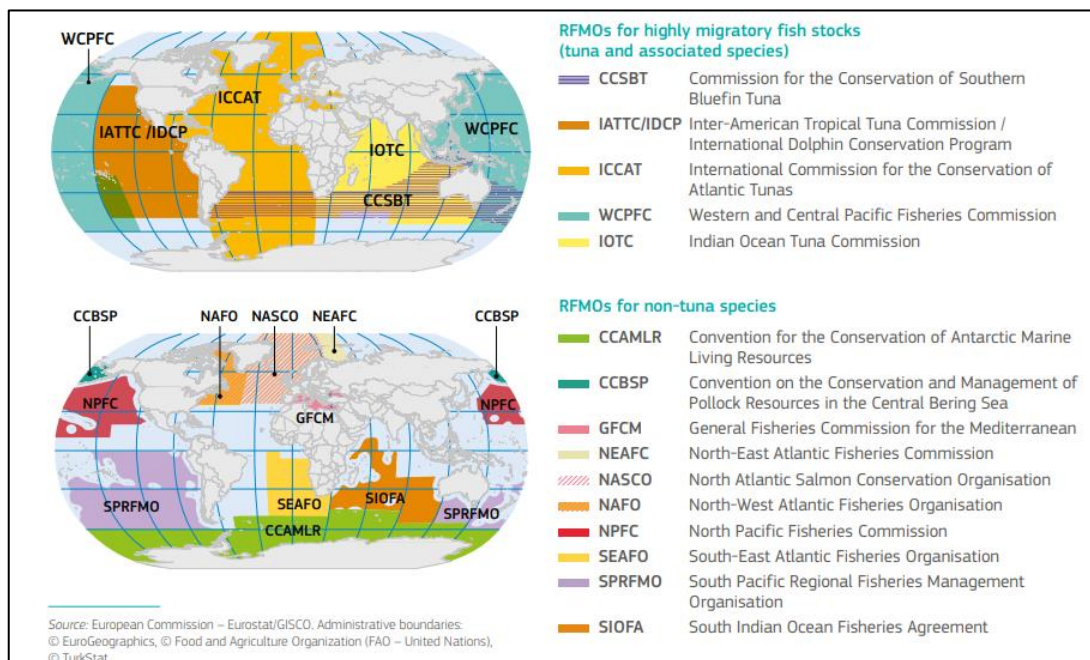 WCPFC
ICCAT
IATTC /IDCP
WCPFC
IOTC
CCSBT
RFMOs for highly migratory fish stocks
(tuna and associated species)
CCSBT Commission for the Conservation of Southern
Bluefin Tuna
IATTC/IDCP Inter-American Tropical Tuna Commission /
International Dolphin Conservation Program
ICCAT International Commission for the Conservation of
Atlantic Tunas
WCPFC Western and Central Pacific Fisheries Commission
IOTC Indian Ocean Tuna Commission
CCBSP NAFO NASCO NEAFC CCBSP
NPFC
NPFC
GFCM
SPRFMO
SEAFO
SIOFA
SPRFMO
CCAMLR
RFMOs for non-tuna species
CCAMLR Convention for the Conservation of Antarctic Marine
Living Resources
CCBSP Convention on the Conservation and Management of
Pollock Resources in the Central Bering Sea
GFCM General Fisheries Commission for the Mediterranean
NEAFC North-East Atlantic Fisheries Commission
NASCO North Atlantic Salmon Conservation Organisation
NAFO North-West Atlantic Fisheries Organisation
NPFC North Pacific Fisheries Commission
SEAFO South-East Atlantic Fisheries Organisation
SPRFMO South Pacific Regional Fisheries Management
Organisation
SIOFA South Indian Ocean Fisheries Agreement
Source: European Commission – Eurostat/GISCO. Administrative boundaries:
© EuroGeographics, © Food and Agriculture Organization (FAO – United Nations),
© TurkStat